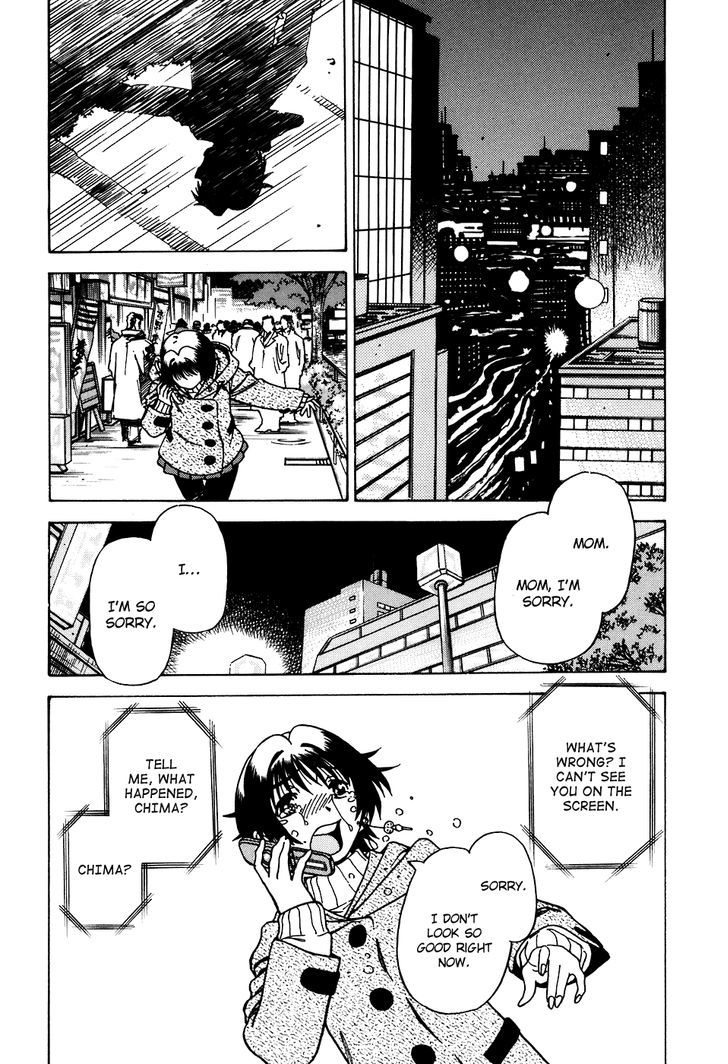 MOM.
MOM, I'M
SORRY.
I...
I'M SO
SORRY.
WHAT'S
WRONG? I
CAN'T SEE
YOU ON THE
SCREEN.
SORRY.
I DON'T
LOOK SO
GOOD RIGHT
NOW.
TELL
ME, WHAT
HAPPENED,
CHIMA?
CHIMA?